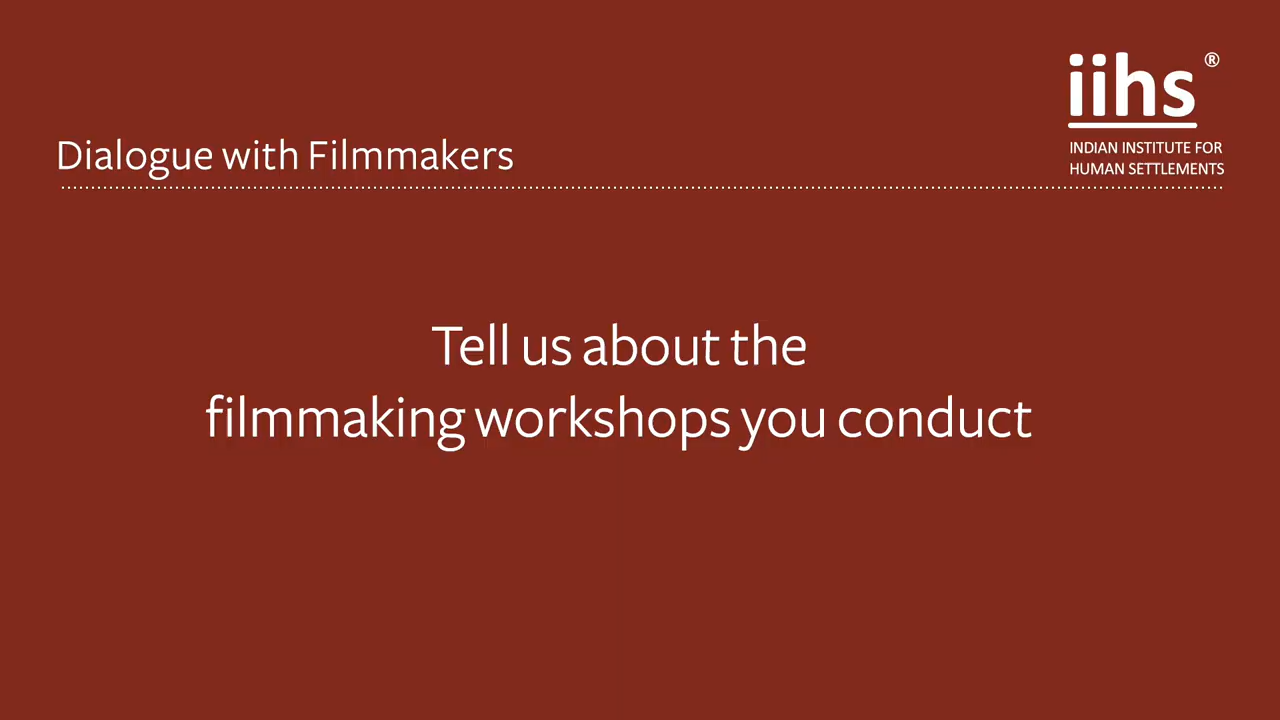 iihs®
INDIAN INSTITUTE FOR
HUMAN SETTLEMENTS
Dialogue with Filmmakers
Tell us about the
filmmaking workshops you conduct